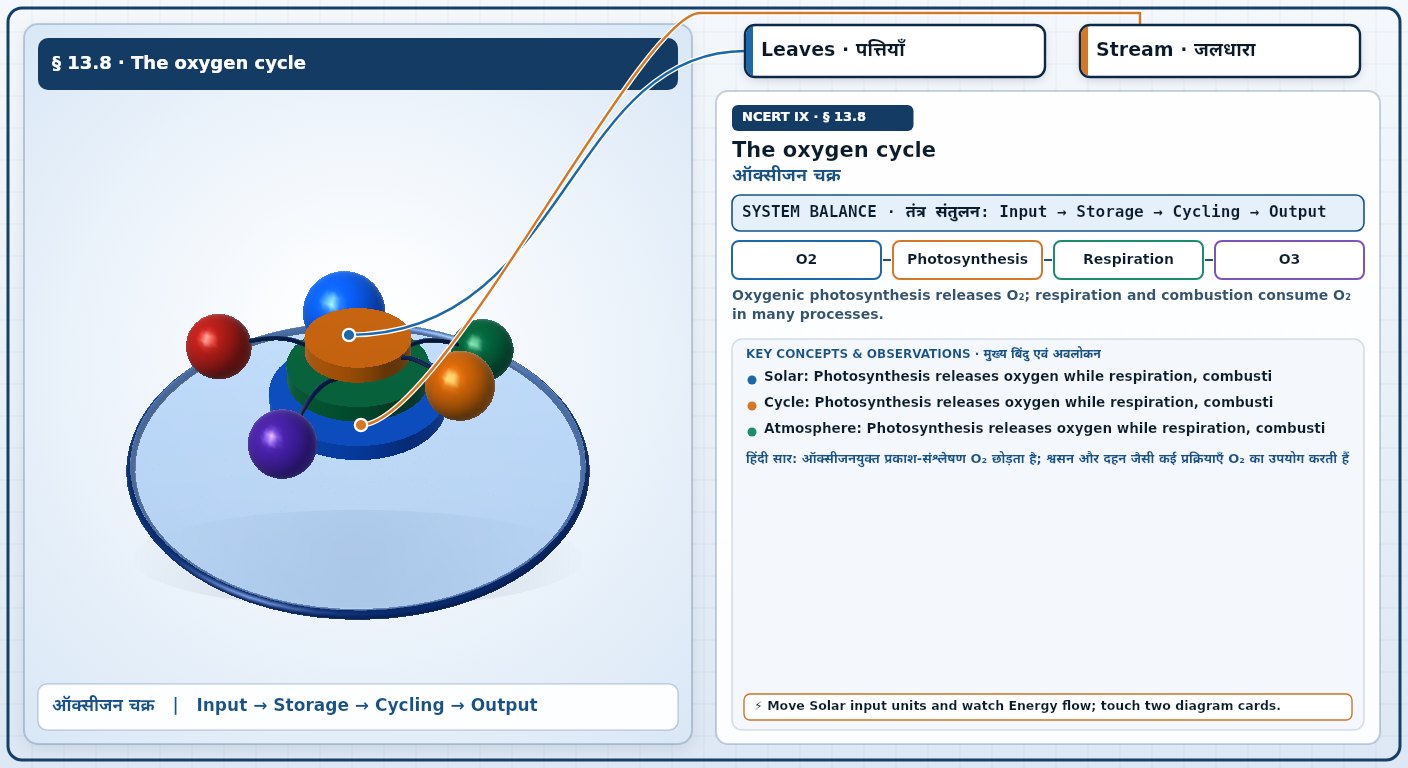 § 13.8 · The oxygen cycle
Leaves · पत्तियाँ
Stream · जलधारा
NCERT IX · § 13.8
The oxygen cycle
ऑक्सीजन चक्र
SYSTEM BALANCE · तंत्र संतुलन: Input → Storage → Cycling → Output
O2
Photosynthesis
Respiration
O3
Oxygenic photosynthesis releases O₂; respiration and combustion consume O₂
in many processes.
KEY CONCEPTS & OBSERVATIONS · मुख्य बिंदु एवं अवलोकन
Solar: Photosynthesis releases oxygen while respiration, combusti
Cycle: Photosynthesis releases oxygen while respiration, combusti
Atmosphere: Photosynthesis releases oxygen while respiration, combusti
हिंदी सार: ऑक्सीजनयुक्त प्रकाश-संश्लेषण O₂ छोड़ता है; श्वसन और दहन जैसी कई प्रक्रियाएँ O₂ का उपयोग करती हैं
⚡ Move Solar input units and watch Energy flow; touch two diagram cards.
ऑक्सीजन चक्र | Input → Storage → Cycling → Output